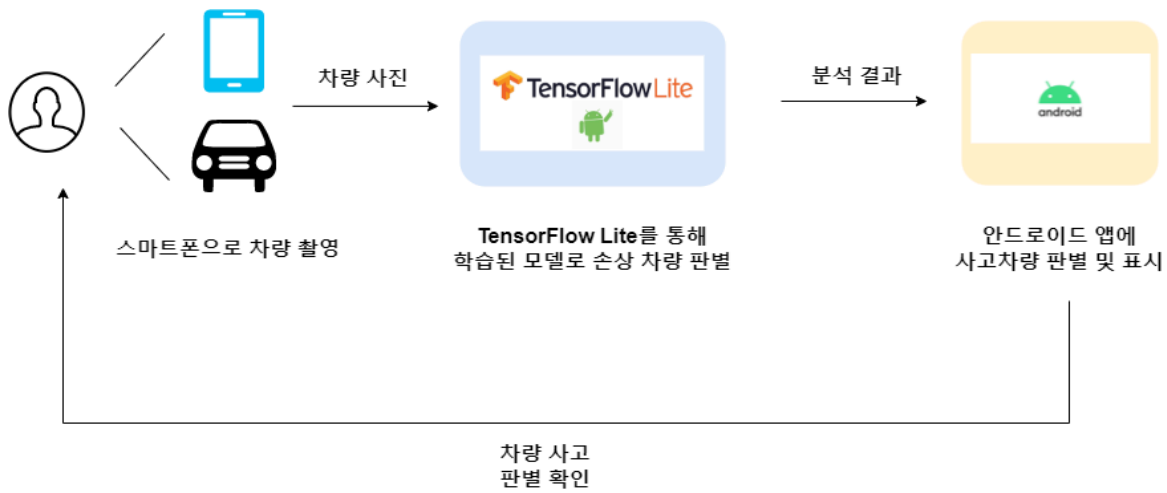 차량 사진
TensorFlow Lite
분석 결과
android
스마트폰으로 차량 촬영
TensorFlow Lite를 통해
학습된 모델로 손상 차량 판별
안드로이드 앱에
사고차량 판별 및 표시
차량 사고
판별 확인